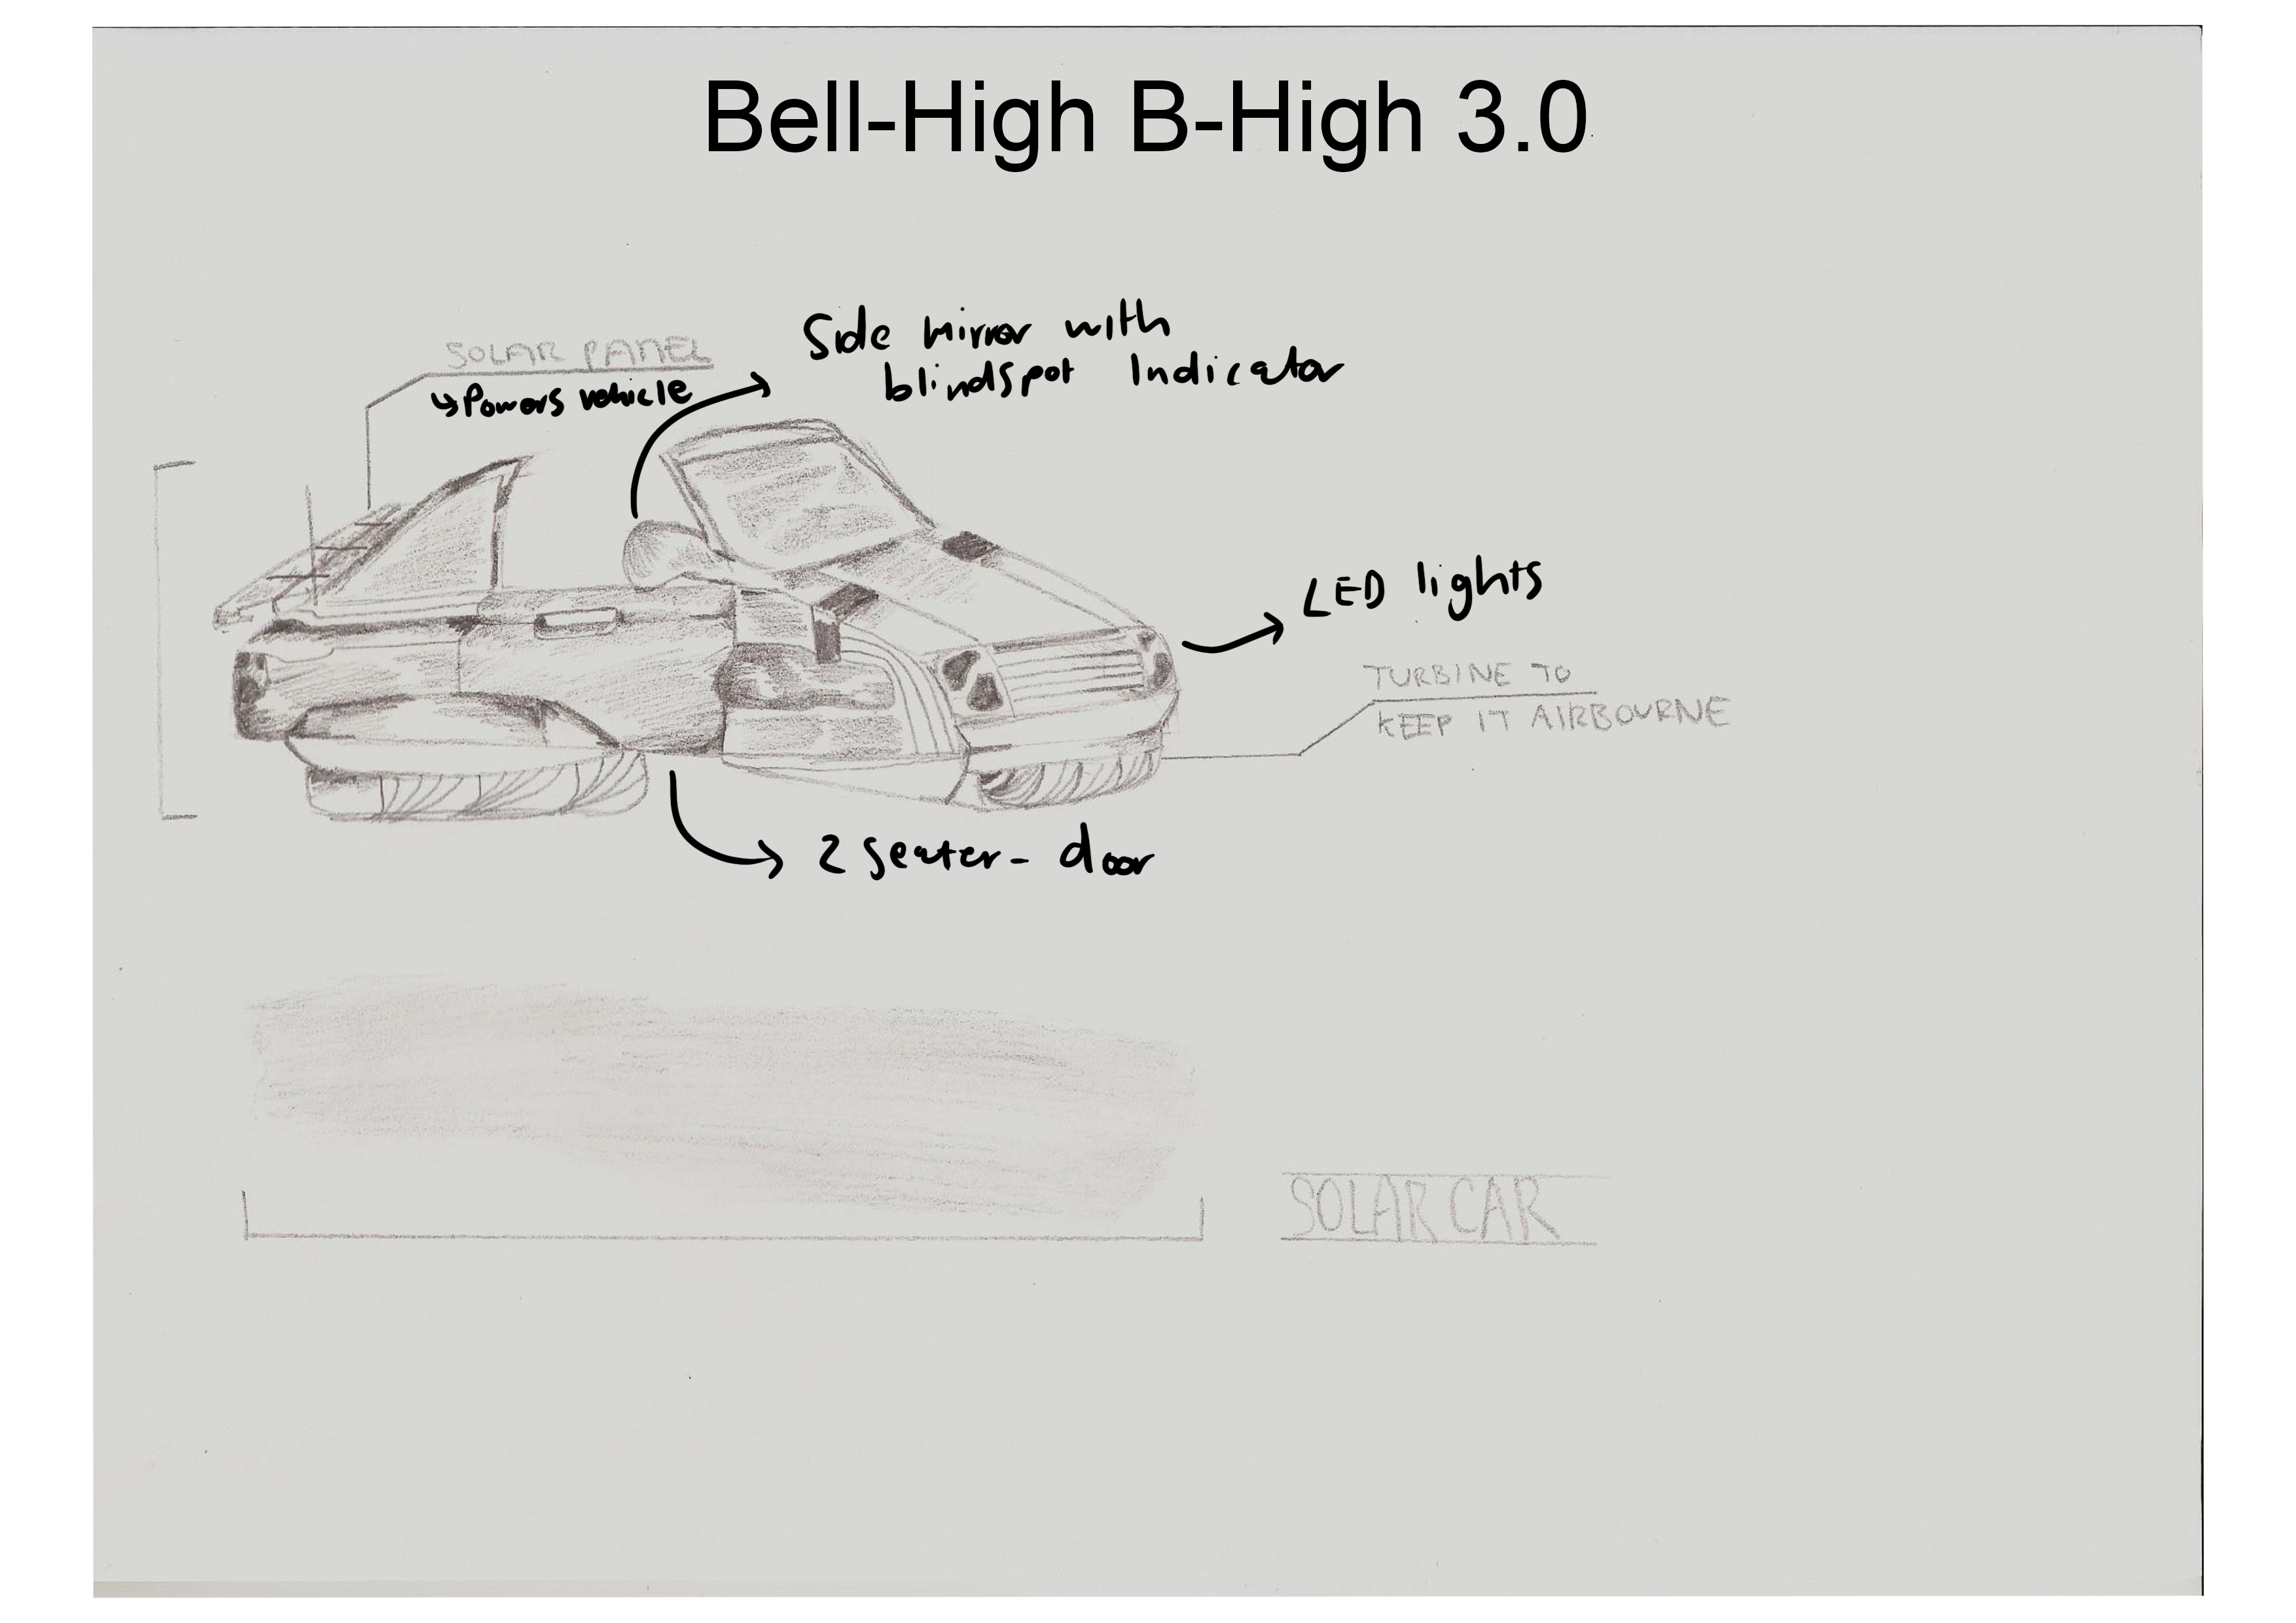 Bell-High B-High 3.0
Side mirror with
blindspot Indicator
SOLAR PANEL
↳ Powers vehicle
LED lights
TURBINE TO
KEEP IT AIRBOURNE
2 seater - door
SOLAR CAR